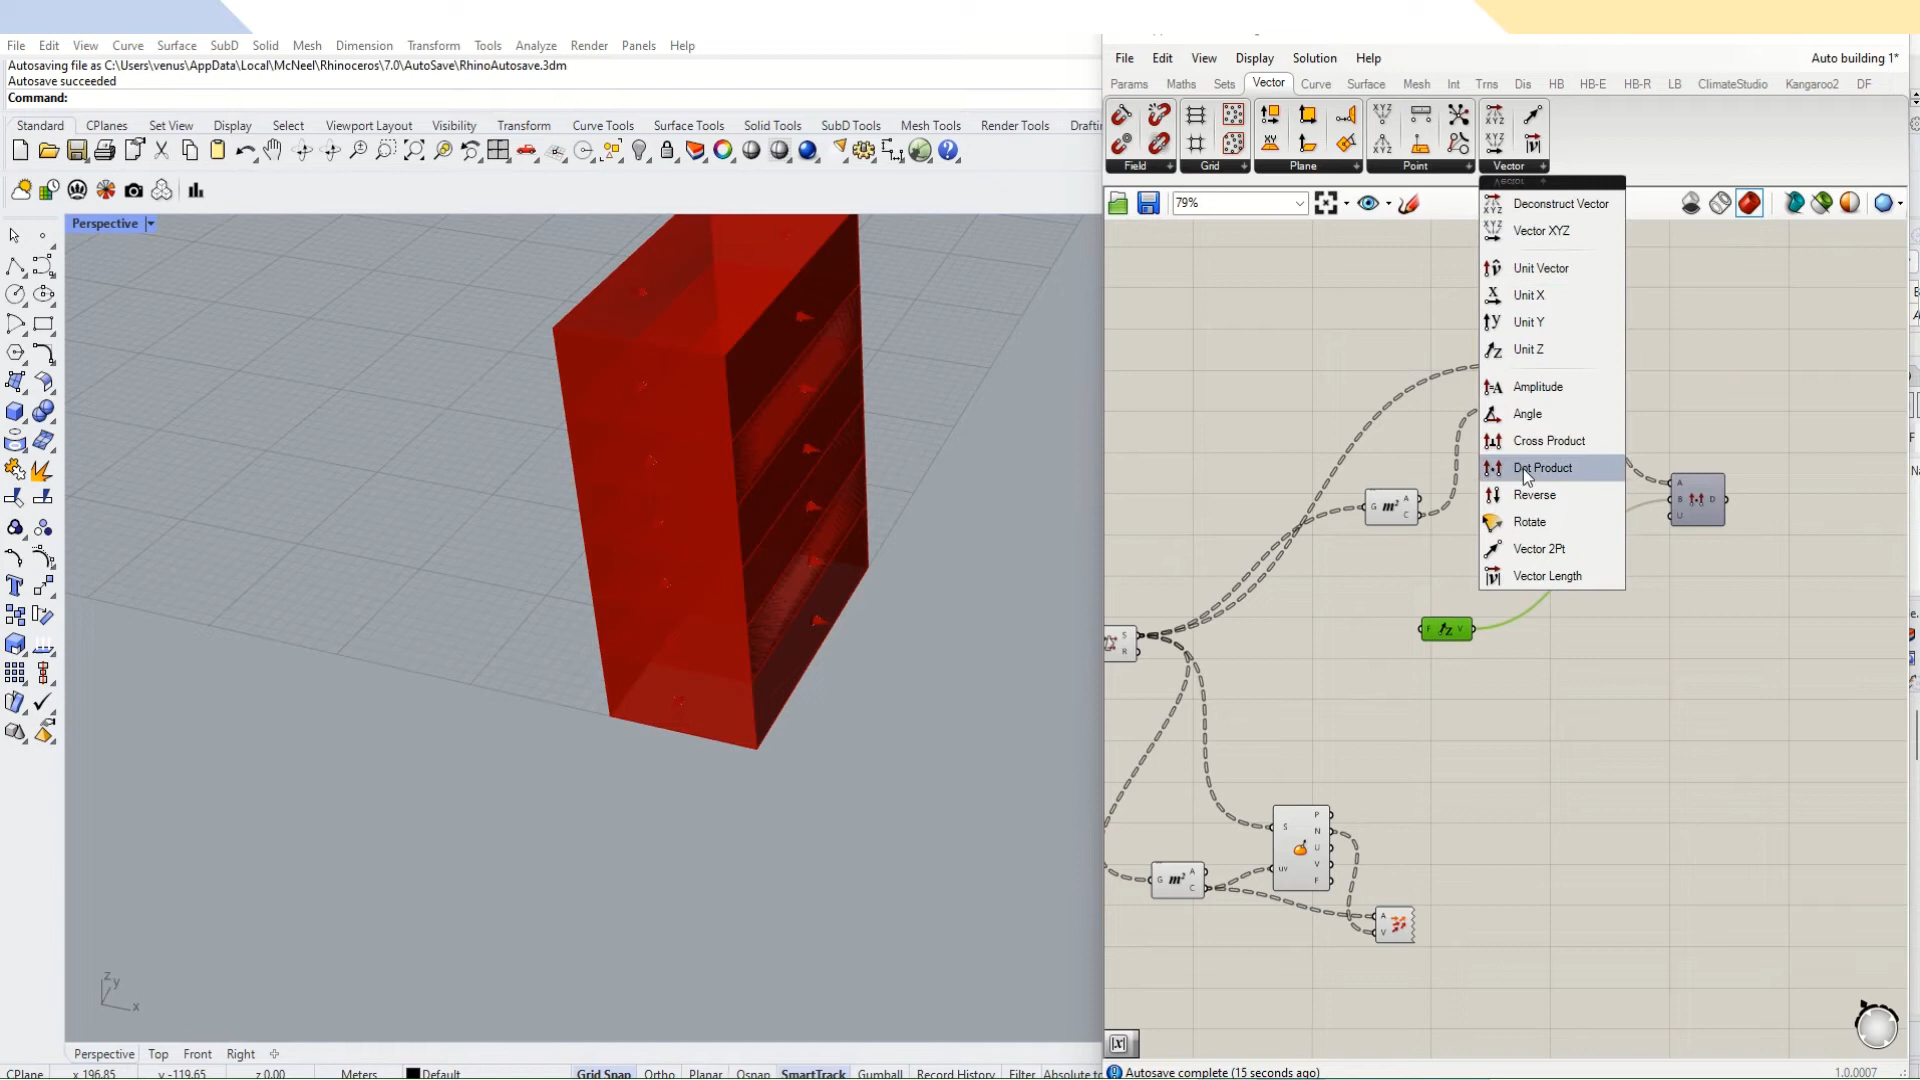 File Edit View Curve Surface SubD Solid Mesh Dimension Transform Tools Analyze Render Panels Help
Autosaving file as C:\Users\venus\AppData\Local\McNeel\Rhinoceros\7.0\AutoSave\RhinoAutosave.3dm
Autosave succeeded
Command:
Standard CPlanes Set View Display Select Viewport Layout Visibility Transform Curve Tools Surface Tools Solid Tools SubD Tools Mesh Tools Render Tools Draftin
Perspective
z y
x
Perspective Top Front Right
CPlane x 196.85 y -119.65 z 0.00 Meters Default Grid Snap Ortho Planar Osnap SmartTrack Gumball Record History Filter Absolute to
File Edit View Display Solution Help Auto building 1*
Params Maths Sets Vector Curve Surface Mesh Int Trns Dis HB HB-E HB-R LB ClimateStudio Kangaroo2 DF
Field Grid Plane Point Vector
79%
Vector
Deconstruct Vector
Vector XYZ
Unit Vector
Unit X
Unit Y
Unit Z
Amplitude
Angle
Cross Product
Dot Product
Reverse
Rotate
Vector 2Pt
Vector Length
G m² A C
A B U D
F z V
S R
S uv P N U V F
G m² A C
A V
Autosave complete (15 seconds ago) 1.0.0007